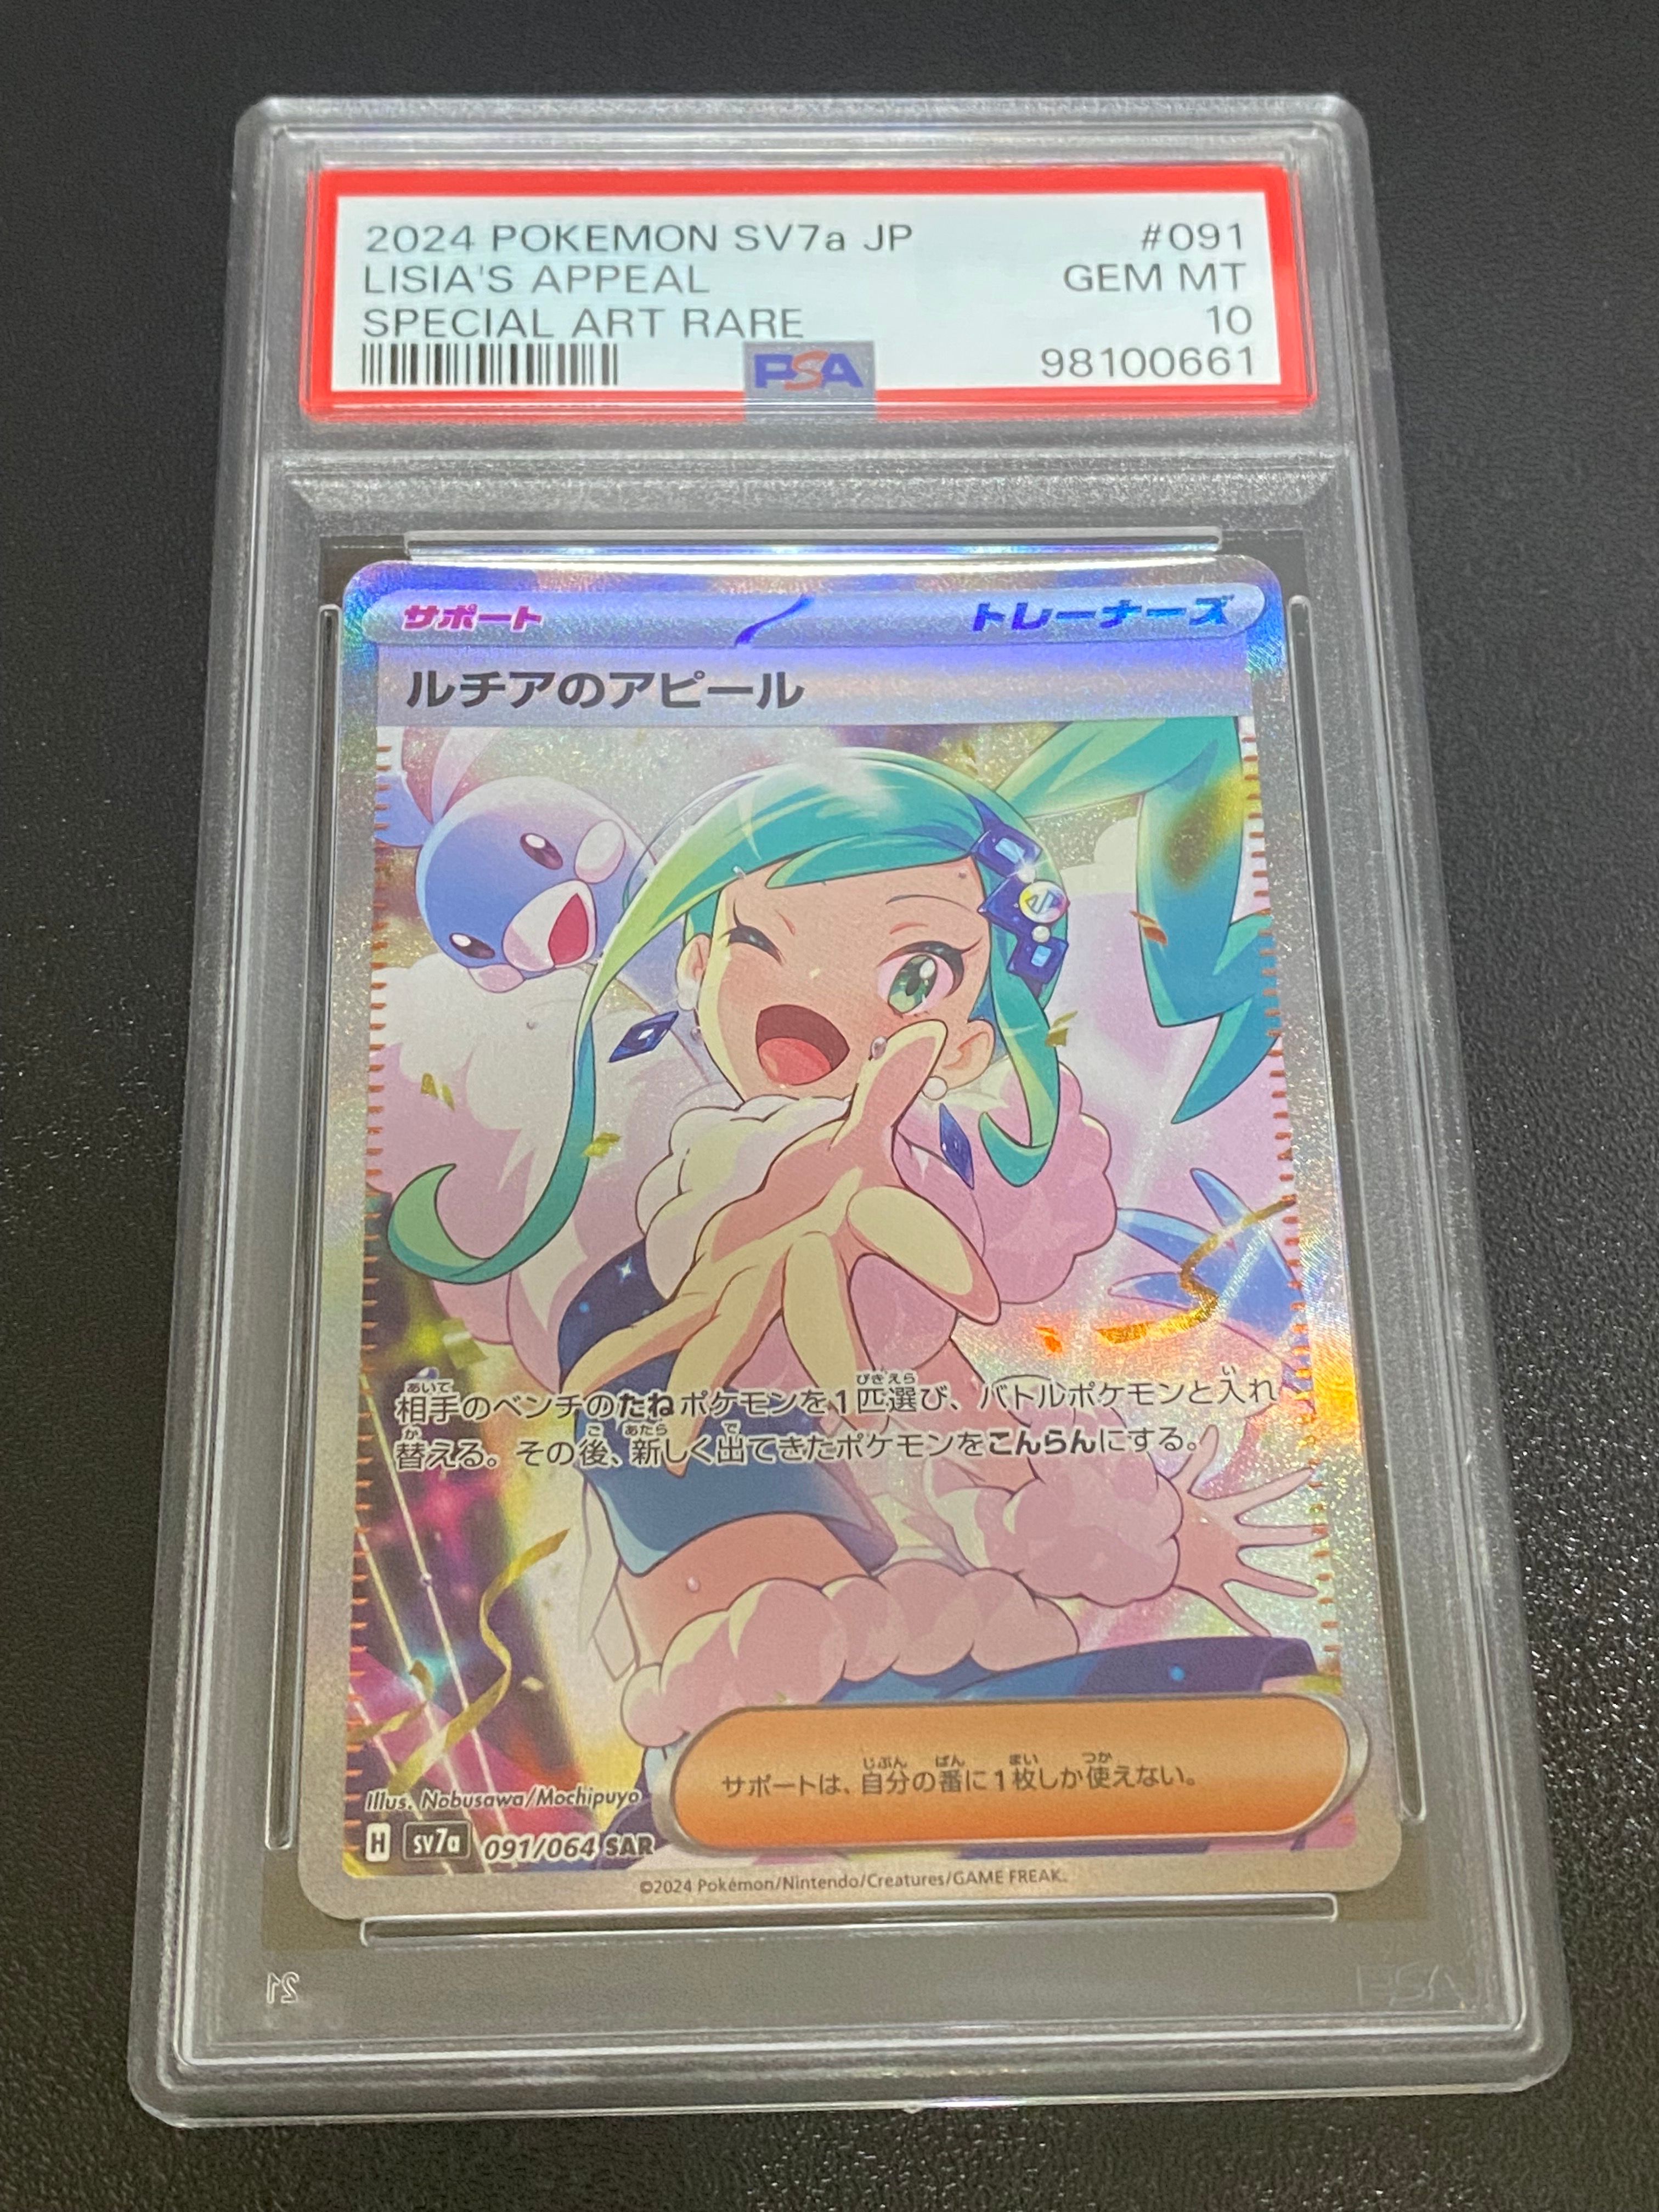 2024 POKEMON SV7a JP #091
LISIA'S APPEAL GEM MT
SPECIAL ART RARE 10
PSA 98100661
サポート トレーナーズ
ルチアのアピール
相手のベンチのたねポケモンを1匹選び、バトルポケモンと入れ
替える。その後、新しく出てきたポケモンをこんらんにする。
サポートは、自分の番に1枚しか使えない。
Illus. Nobusawa/Mochipuyo
H sv7a 091/064 SAR
©2024 Pokémon/Nintendo/Creatures/GAME FREAK.
21 PSA